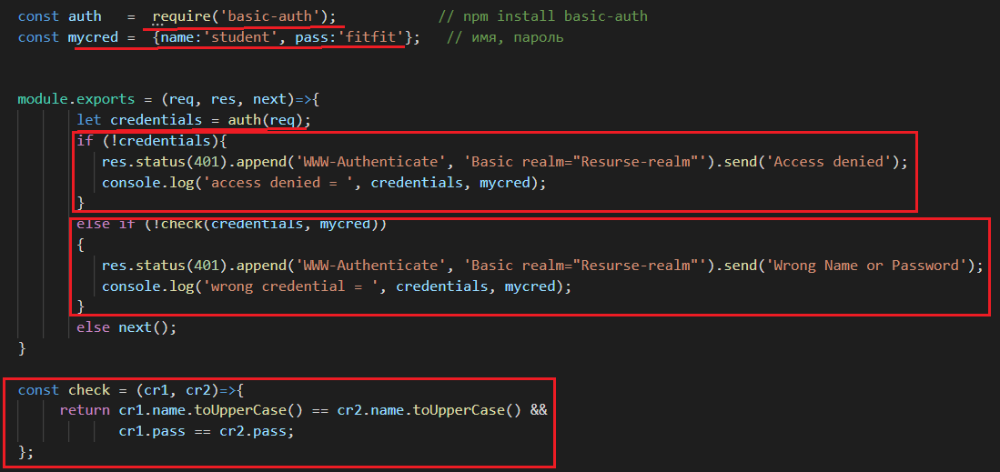 const auth   =  require('basic-auth');            // npm install basic-auth
const mycred =  {name:'student', pass:'fitfit'};   // имя, пароль
module.exports = (req, res, next)=>{
       let credentials = auth(req);
       if (!credentials){
          res.status(401).append('WWW-Authenticate', 'Basic realm="Resurse-realm"').send('Access denied');
          console.log('access denied = ', credentials, mycred);
       }
       else if (!check(credentials, mycred))
       {
          res.status(401).append('WWW-Authenticate', 'Basic realm="Resurse-realm"').send('Wrong Name or Password');
          console.log('wrong credential = ', credentials, mycred);
       }
       else next();
}
const check = (cr1, cr2)=>{
     return cr1.name.toUpperCase() == cr2.name.toUpperCase() &&
            cr1.pass == cr2.pass;
};